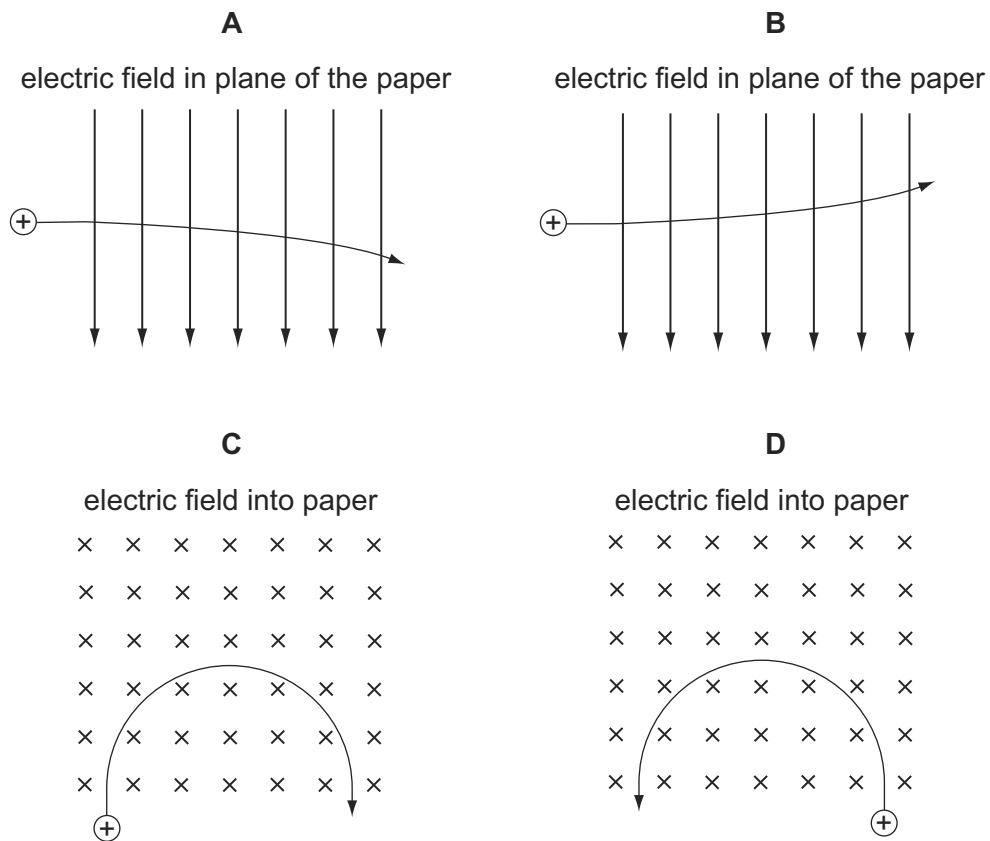 A
electric field in plane of the paper
+
B
electric field in plane of the paper
+
C
electric field into paper
+
D
electric field into paper
+